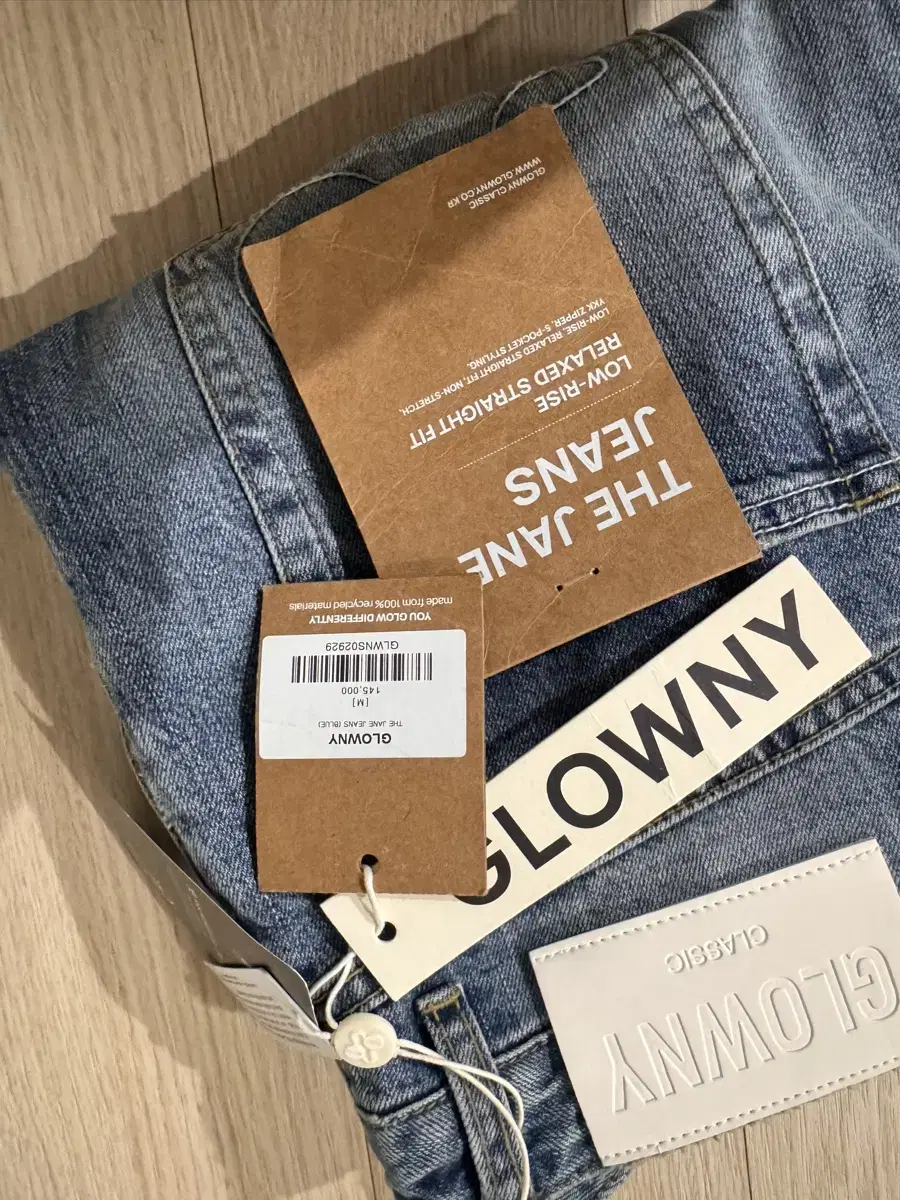 THE JANE
JEANS
LOW-RISE
RELAXED STRAIGHT FIT
LOW-RISE, RELAXED STRAIGHT FIT, NON-STRETCH,
YKK ZIPPER, 5-POCKET STYLING.
GLOWNY CLASSIC
WWW.GLOWNY.CO.KR
GLOWNY
THE JANE JEANS (BLUE)
[M]
145,000
GLWNS02929
YOU GLOW DIFFERENTLY
made from 100% recycled materials
GLOWNY
GLOWNY
CLASSIC